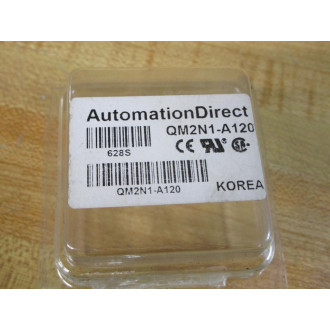 AutomationDirect
QM2N1-A120
628S
QM2N1-A120
KOREA